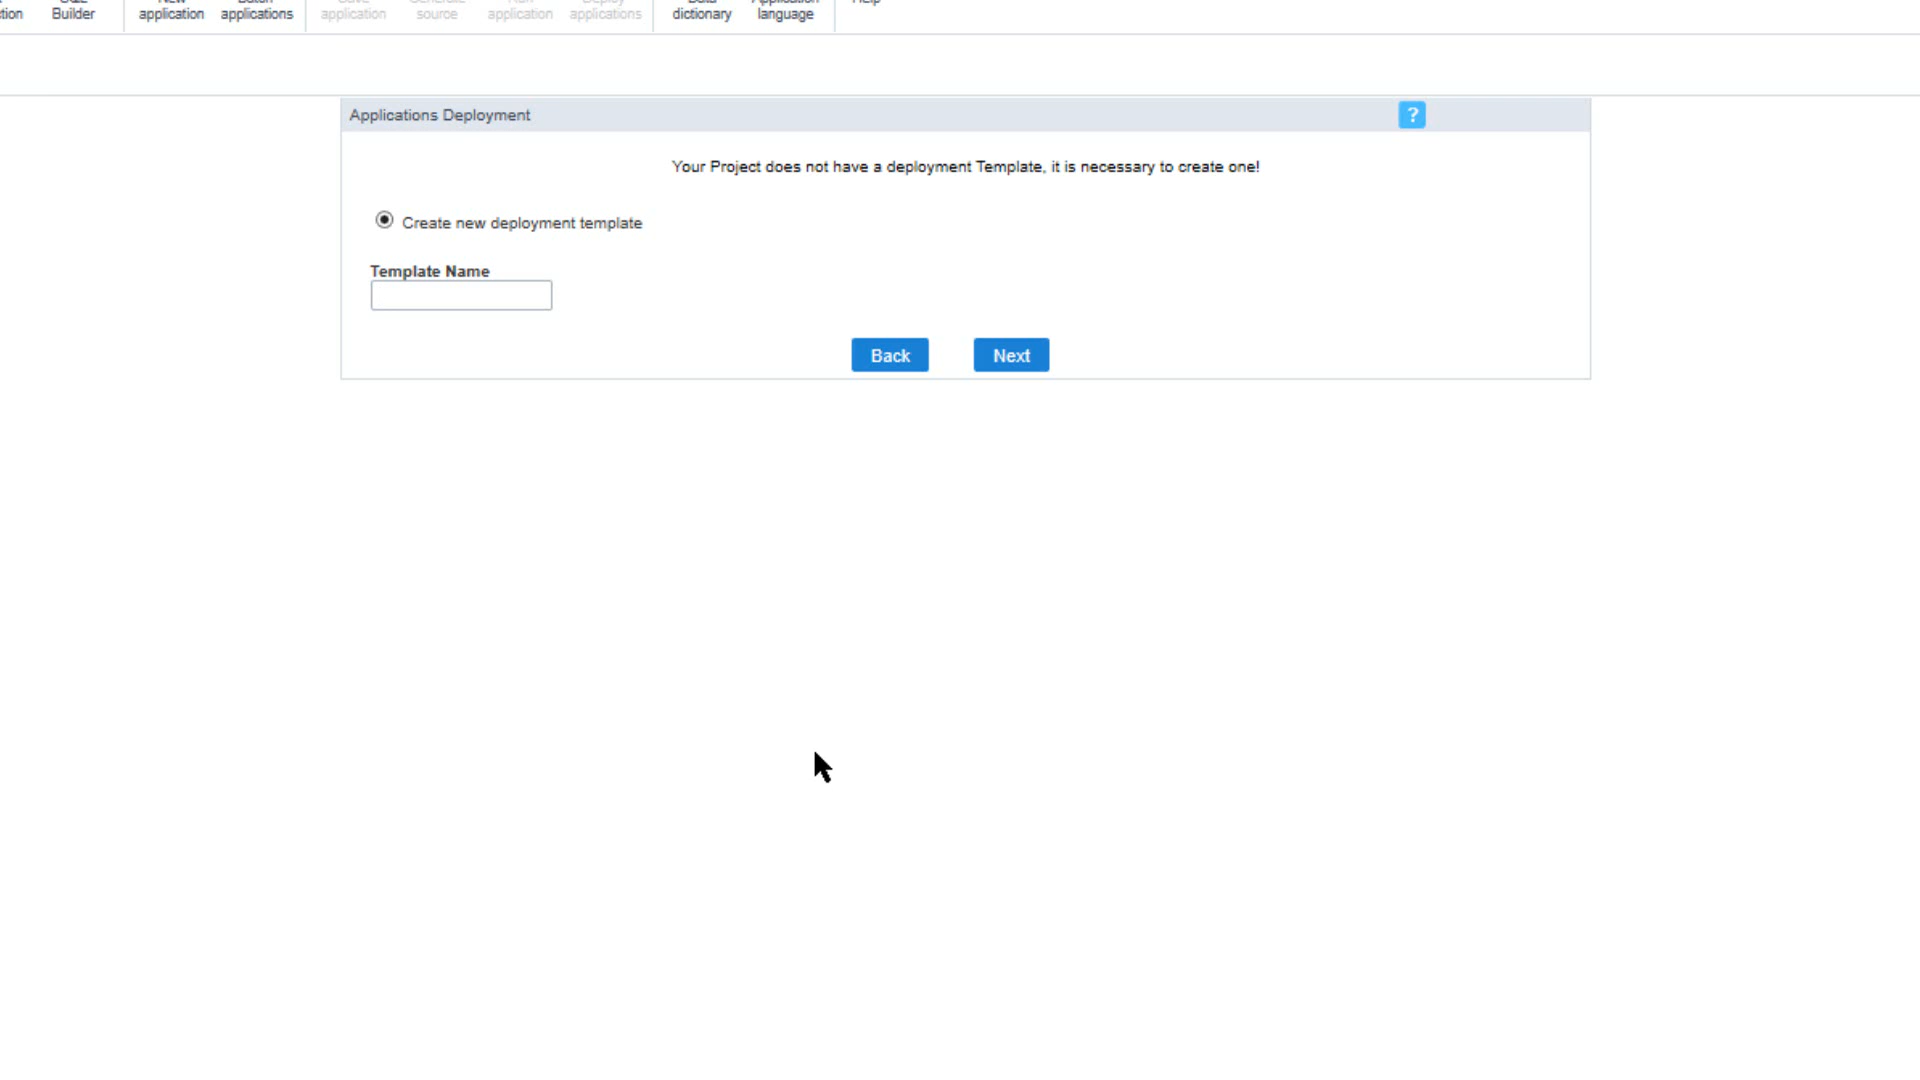 Builder application applications application source application applications dictionary language
Applications Deployment ?
Your Project does not have a deployment Template, it is necessary to create one!
Create new deployment template
Template Name
Back Next